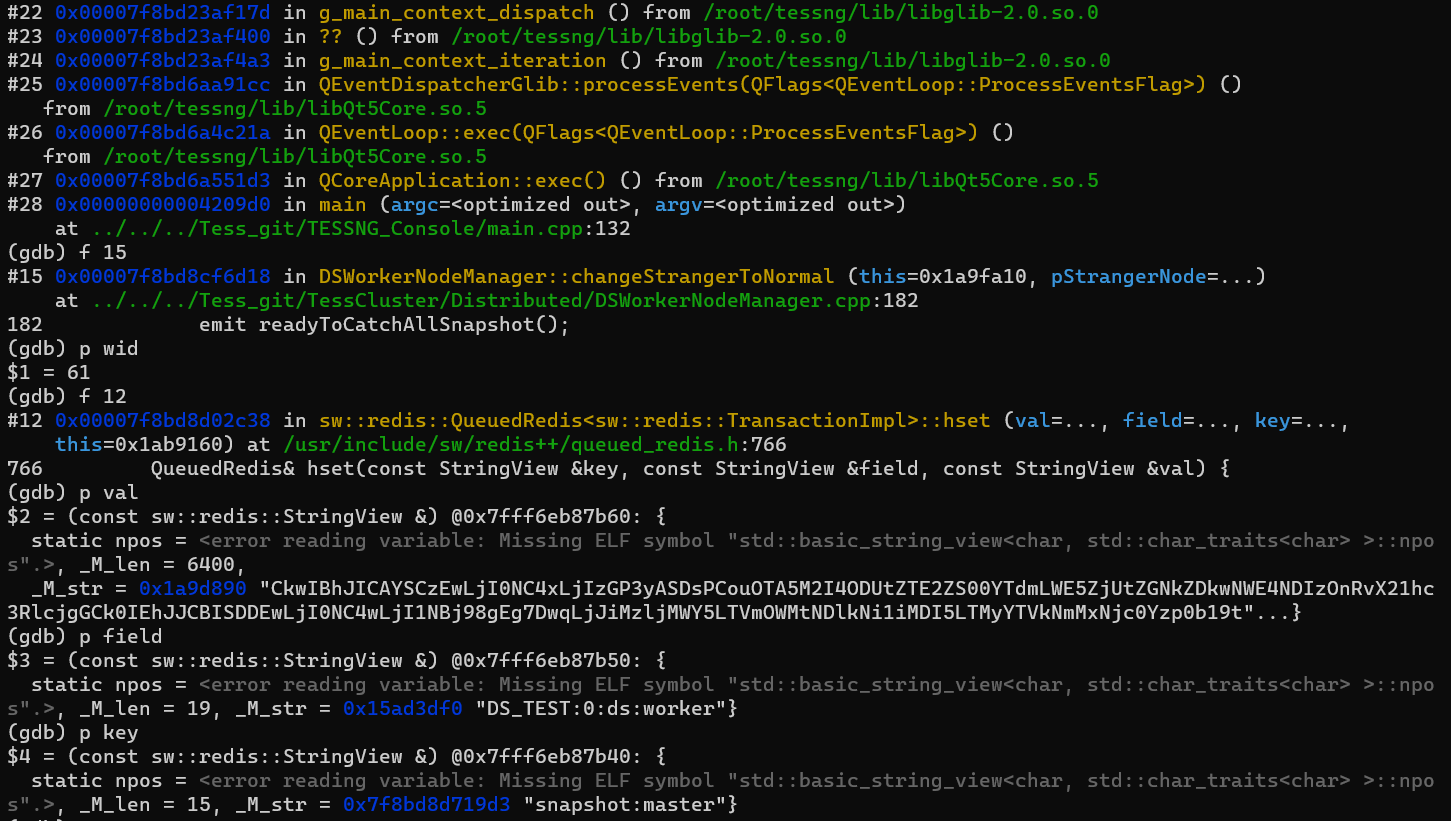 #22 0x00007f8bd23af17d in g_main_context_dispatch () from /root/tessng/lib/libglib-2.0.so.0
#23 0x00007f8bd23af400 in ?? () from /root/tessng/lib/libglib-2.0.so.0
#24 0x00007f8bd23af4a3 in g_main_context_iteration () from /root/tessng/lib/libglib-2.0.so.0
#25 0x00007f8bd6aa91cc in QEventDispatcherGlib::processEvents(QFlags<QEventLoop::ProcessEventsFlag>) ()
   from /root/tessng/lib/libQt5Core.so.5
#26 0x00007f8bd6a4c21a in QEventLoop::exec(QFlags<QEventLoop::ProcessEventsFlag>) ()
   from /root/tessng/lib/libQt5Core.so.5
#27 0x00007f8bd6a551d3 in QCoreApplication::exec() () from /root/tessng/lib/libQt5Core.so.5
#28 0x00000000004209d0 in main (argc=<optimized out>, argv=<optimized out>)
    at ../../../Tess_git/TESSNG_Console/main.cpp:132
(gdb) f 15
#15 0x00007f8bd8cf6d18 in DSWorkerNodeManager::changeStrangerToNormal (this=0x1a9fa10, pStrangerNode=...)
    at ../../../Tess_git/TessCluster/Distributed/DSWorkerNodeManager.cpp:182
182             emit readyToCatchAllSnapshot();
(gdb) p wid
$1 = 61
(gdb) f 12
#12 0x00007f8bd8d02c38 in sw::redis::QueuedRedis<sw::redis::TransactionImpl>::hset (val=..., field=..., key=...,
    this=0x1ab9160) at /usr/include/sw/redis++/queued_redis.h:766
766         QueuedRedis& hset(const StringView &key, const StringView &field, const StringView &val) {
(gdb) p val
$2 = (const sw::redis::StringView &) @0x7fff6eb87b60: {
  static npos = <error reading variable: Missing ELF symbol "std::basic_string_view<char, std::char_traits<char> >::npo
s".>, _M_len = 6400,
  _M_str = 0x1a9d890 "CkwIBhJICAYSCzEwLjI0NC4xLjIzGP3yASDsPCouOTA5M2I4ODUtZTE2ZS00YTdmLWE5ZjUtZGNkZDkwNWE4NDIzOnRvX21hc
3RlcjgGCk0IEhJJCBISDDEwLjI0NC4wLjI1NBj98gEg7DwqLjJiMzljMWY5LTVmOWMtNDlkNi1iMDI5LTMyYTVkNmMxNjc0Yzp0b19t"...}
(gdb) p field
$3 = (const sw::redis::StringView &) @0x7fff6eb87b50: {
  static npos = <error reading variable: Missing ELF symbol "std::basic_string_view<char, std::char_traits<char> >::npo
s".>, _M_len = 19, _M_str = 0x15ad3df0 "DS_TEST:0:ds:worker"}
(gdb) p key
$4 = (const sw::redis::StringView &) @0x7fff6eb87b40: {
  static npos = <error reading variable: Missing ELF symbol "std::basic_string_view<char, std::char_traits<char> >::npo
s".>, _M_len = 15, _M_str = 0x7f8bd8d719d3 "snapshot:master"}